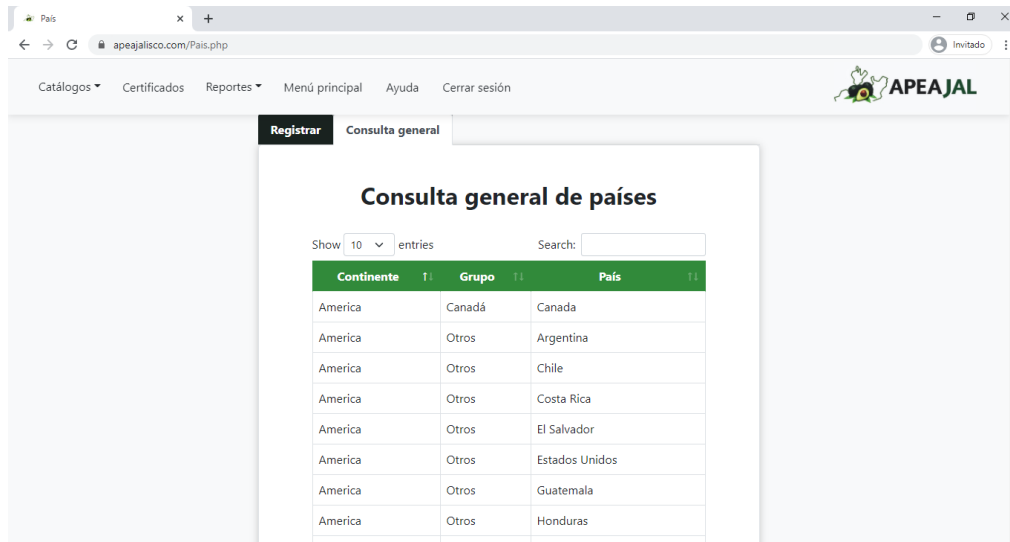 País
apeajalisco.com/Pais.php
Invitado
Catálogos Certificados Reportes Menú principal Ayuda Cerrar sesión
APEAJAL
Registrar Consulta general
Consulta general de países
Show 10 entries Search:
Continente Grupo País
America Canadá Canada
America Otros Argentina
America Otros Chile
America Otros Costa Rica
America Otros El Salvador
America Otros Estados Unidos
America Otros Guatemala
America Otros Honduras